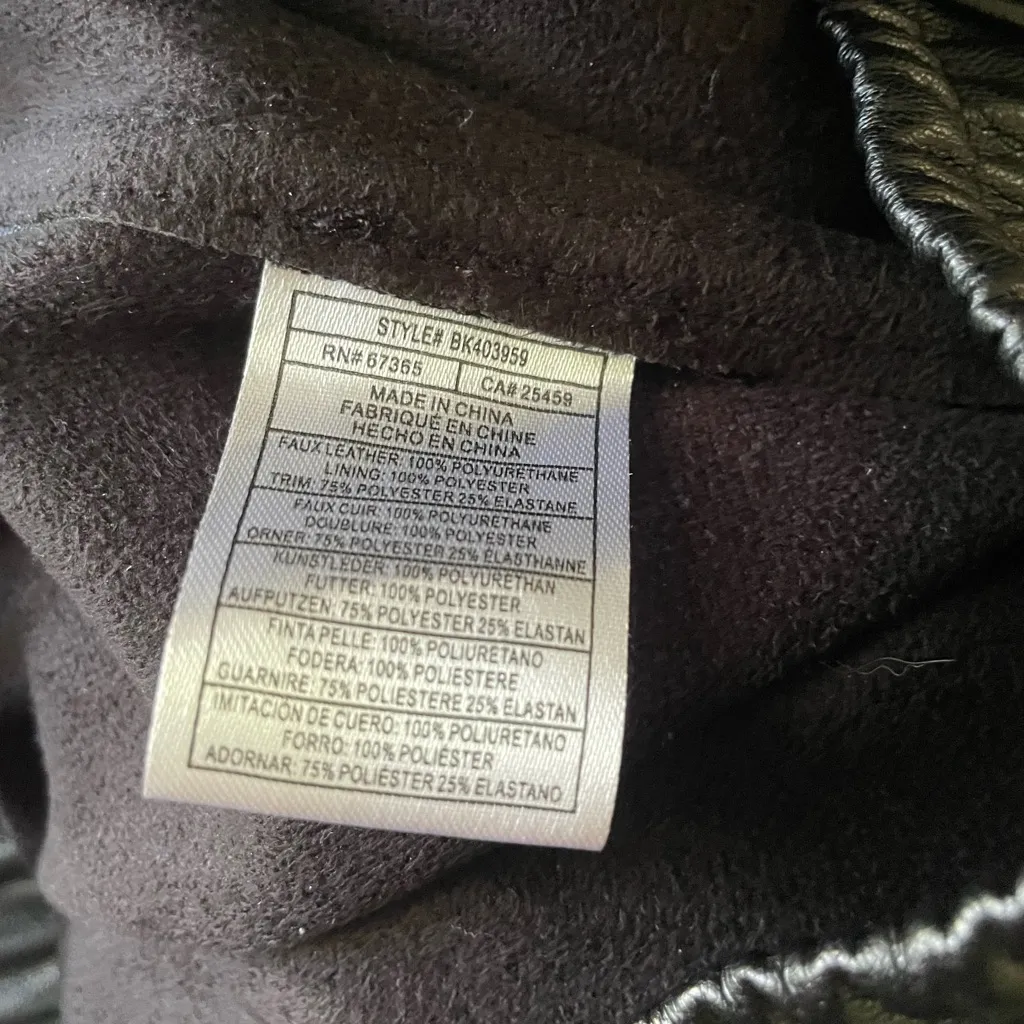 STYLE# BK403959
RN# 67365 CA# 25459
MADE IN CHINA
FABRIQUÉ EN CHINE
HECHO EN CHINA
FAUX LEATHER: 100% POLYURETHANE
LINING: 100% POLYESTER
TRIM: 75% POLYESTER 25% ELASTANE
FAUX CUIR: 100% POLYURETHANE
DOUBLURE: 100% POLYESTER
ORNER: 75% POLYESTER 25% ÉLASTHANNE
KUNSTLEDER: 100% POLYURETHAN
FUTTER: 100% POLYESTER
AUFPUTZEN: 75% POLYESTER 25% ELASTAN
FINTA PELLE: 100% POLIURETANO
FODERA: 100% POLIESTERE
GUARNIRE: 75% POLIESTERE 25% ELASTAN
IMITACIÓN DE CUERO: 100% POLIURETANO
FORRO: 100% POLIÉSTER
ADORNAR: 75% POLIÉSTER 25% ELASTANO